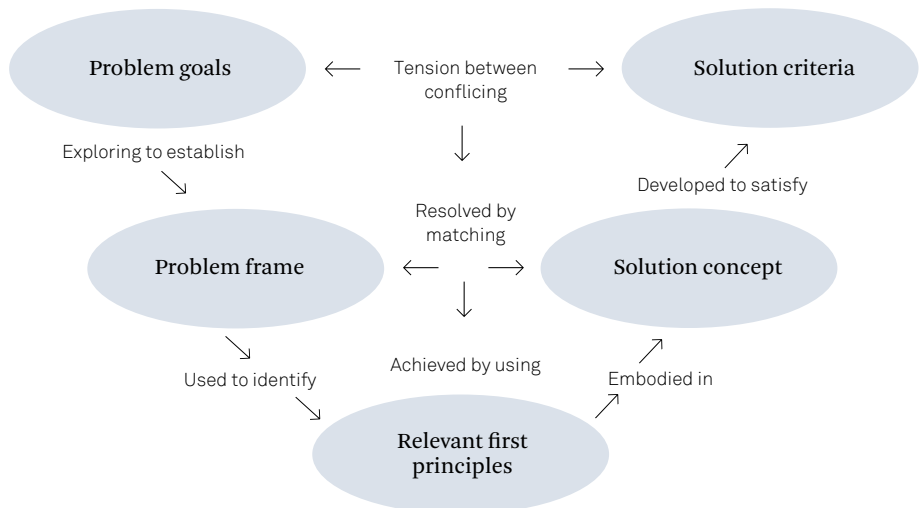 Problem goals
Tension between
conflicing
Solution criteria
Exploring to establish
Developed to satisfy
Resolved by
matching
Problem frame
Solution concept
Achieved by using
Used to identify
Embodied in
Relevant first
principles